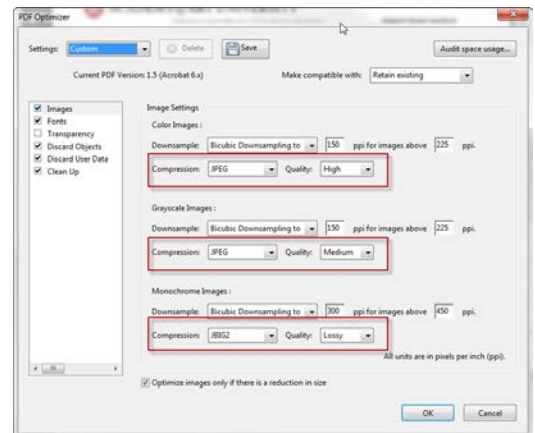 PDF Optimizer
Settings: Custom Delete Save Audit space usage...
Current PDF Version: 1.5 (Acrobat 6.x) Make compatible with: Retain existing
Images
Fonts
Transparency
Discard Objects
Discard User Data
Clean Up
Image Settings
Color Images :
Downsample: Bicubic Downsampling to 150 ppi for images above 225 ppi.
Compression: JPEG Quality: High
Grayscale Images :
Downsample: Bicubic Downsampling to 150 ppi for images above 225 ppi.
Compression: JPEG Quality: Medium
Monochrome Images :
Downsample: Bicubic Downsampling to 300 ppi for images above 450 ppi.
Compression: JBIG2 Quality: Lossy
All units are in pixels per inch (ppi).
Optimize images only if there is a reduction in size
OK Cancel